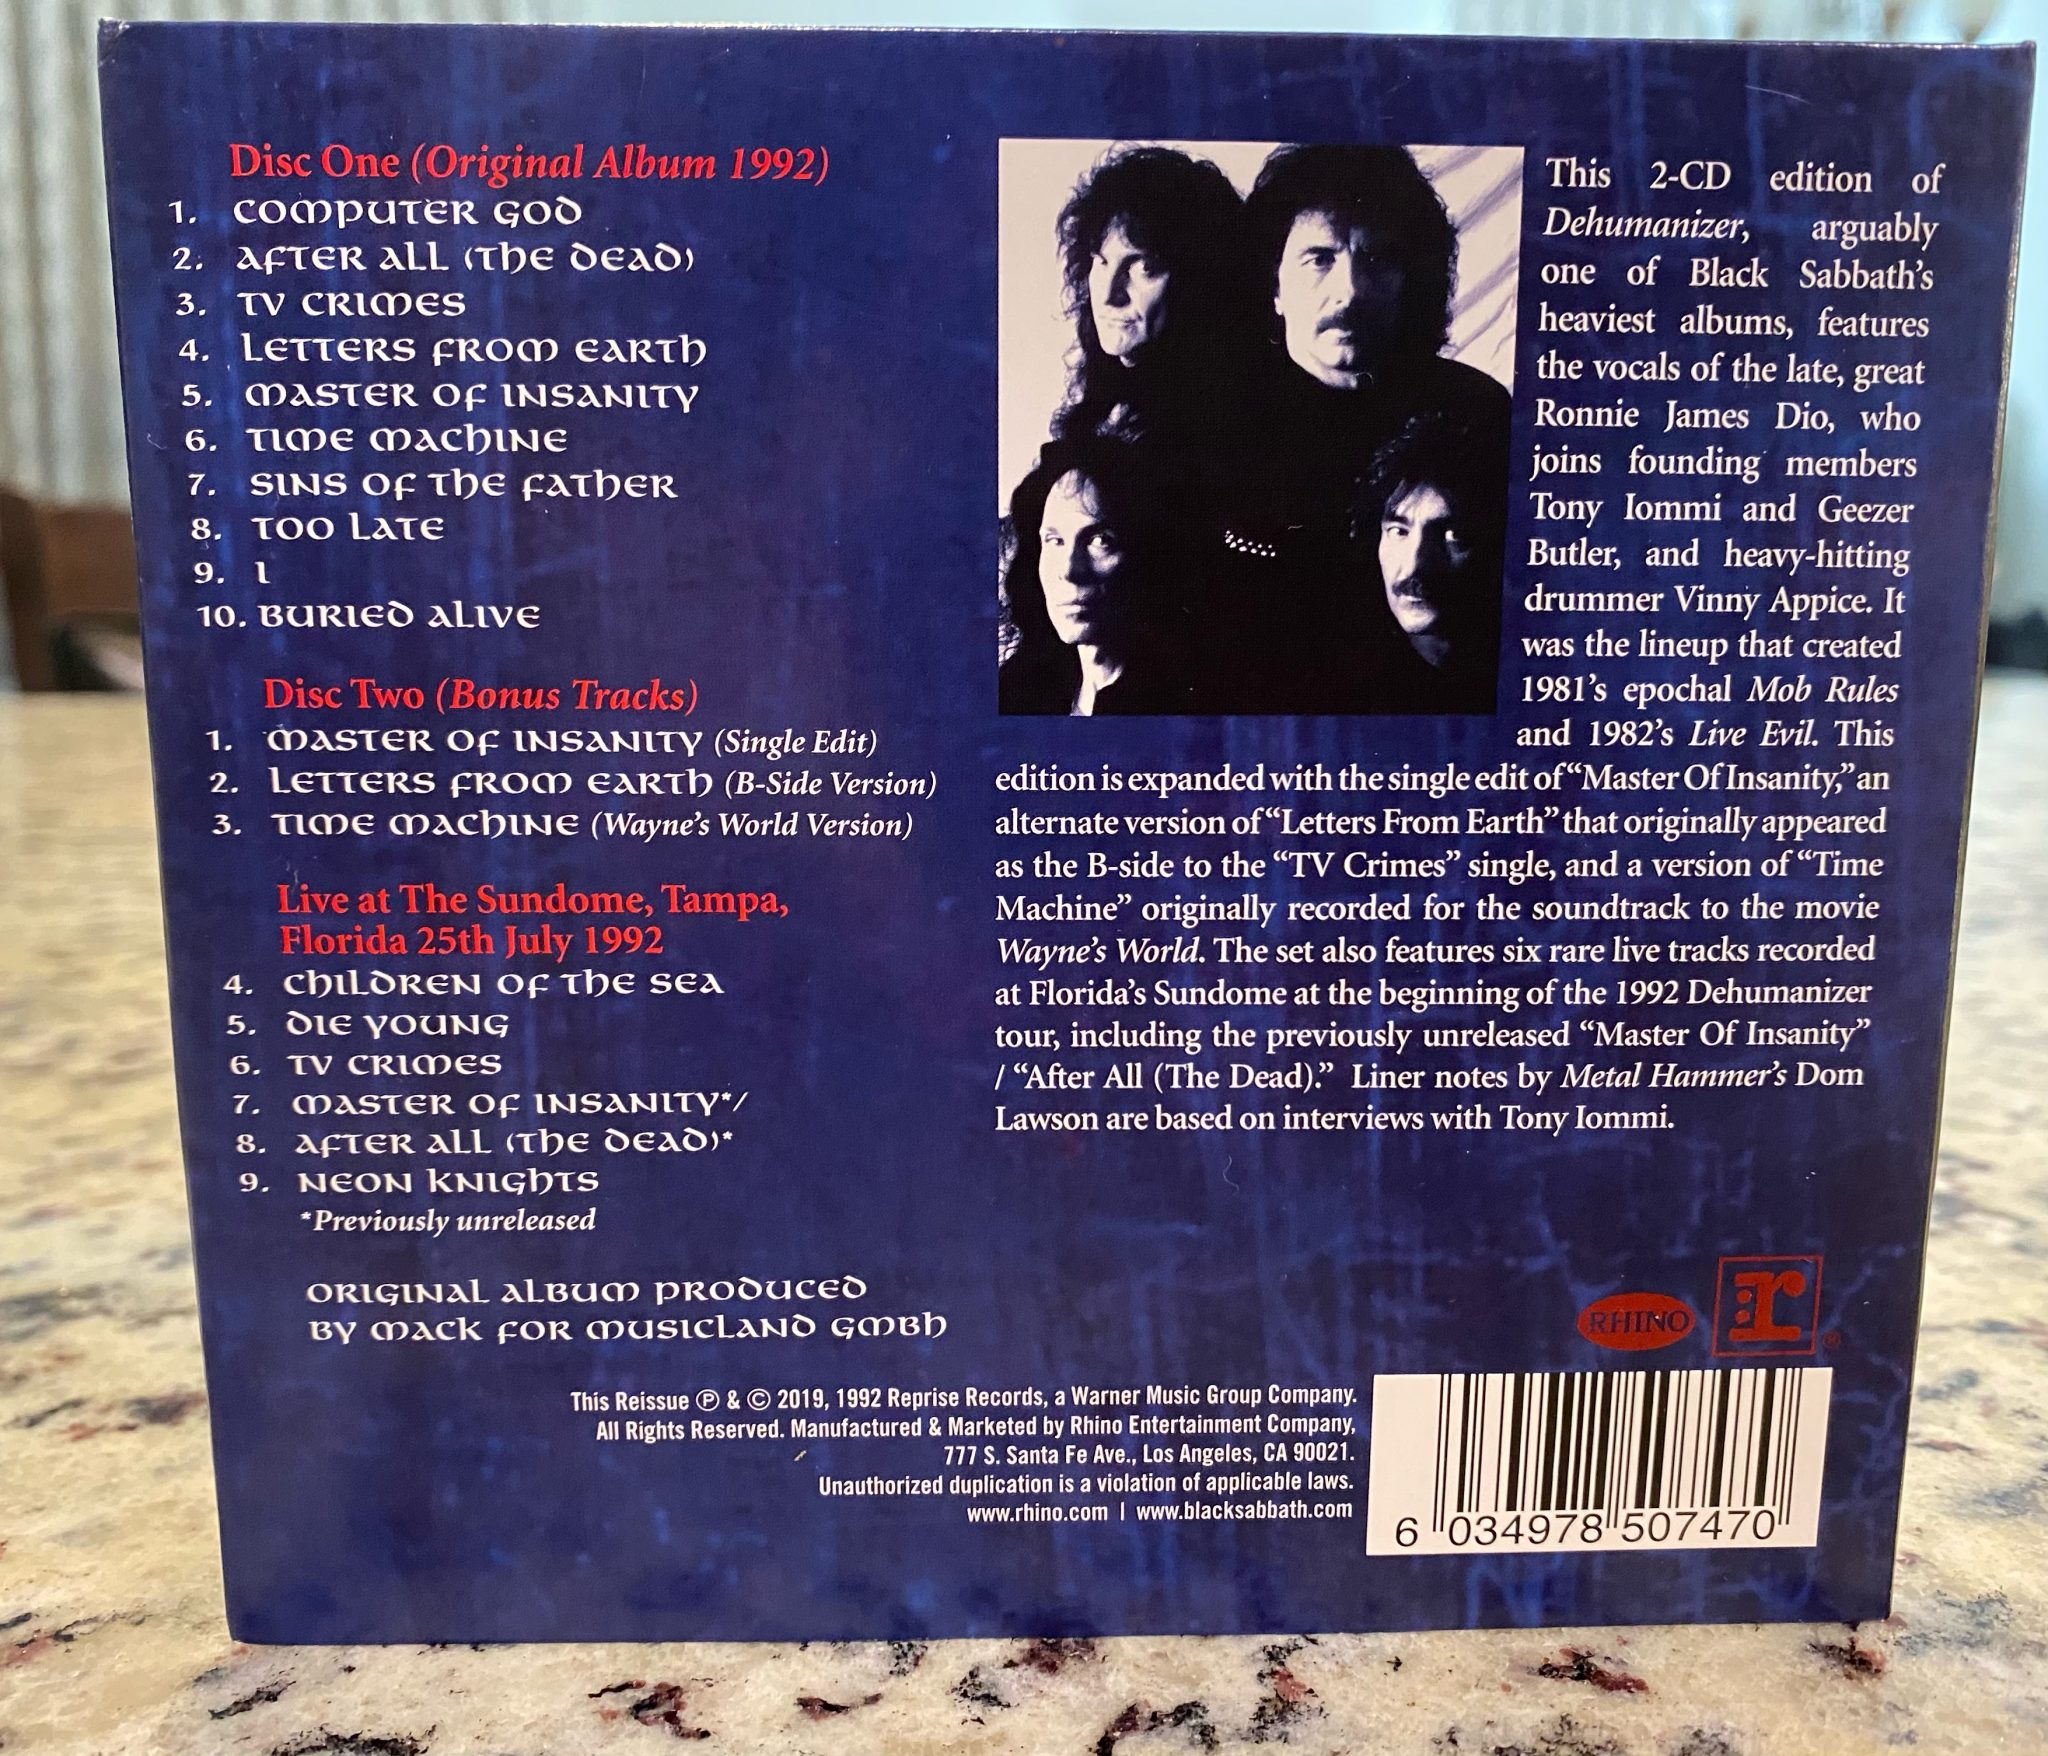 Disc One (Original Album 1992)
1. COMPUTER GOD
2. AFTER ALL (THE DEAD)
3. TV CRIMES
4. LETTERS FROM EARTH
5. MASTER OF INSANITY
6. TIME MACHINE
7. SINS OF THE FATHER
8. TOO LATE
9. I
10. BURIED ALIVE
Disc Two (Bonus Tracks)
1. MASTER OF INSANITY (Single Edit)
2. LETTERS FROM EARTH (B-Side Version)
3. TIME MACHINE (Wayne's World Version)
Live at The Sundome, Tampa,
Florida 25th July 1992
4. CHILDREN OF THE SEA
5. DIE YOUNG
6. TV CRIMES
7. MASTER OF INSANITY*/
8. AFTER ALL (THE DEAD)*
9. NEON KNIGHTS
*Previously unreleased
ORIGINAL ALBUM PRODUCED
BY MACK FOR MUSICLAND GMBH
This 2-CD edition of
Dehumanizer, arguably
one of Black Sabbath's
heaviest albums, features
the vocals of the late, great
Ronnie James Dio, who
joins founding members
Tony Iommi and Geezer
Butler, and heavy-hitting
drummer Vinny Appice. It
was the lineup that created
1981's epochal Mob Rules
and 1982's Live Evil. This
edition is expanded with the single edit of "Master Of Insanity," an
alternate version of "Letters From Earth" that originally appeared
as the B-side to the "TV Crimes" single, and a version of "Time
Machine" originally recorded for the soundtrack to the movie
Wayne's World. The set also features six rare live tracks recorded
at Florida's Sundome at the beginning of the 1992 Dehumanizer
tour, including the previously unreleased "Master Of Insanity"
/ "After All (The Dead)." Liner notes by Metal Hammer's Dom
Lawson are based on interviews with Tony Iommi.
RHINO
r ®
This Reissue ℗ & © 2019, 1992 Reprise Records, a Warner Music Group Company.
All Rights Reserved. Manufactured & Marketed by Rhino Entertainment Company,
777 S. Santa Fe Ave., Los Angeles, CA 90021.
Unauthorized duplication is a violation of applicable laws.
www.rhino.com | www.blacksabbath.com
6 034978 507470